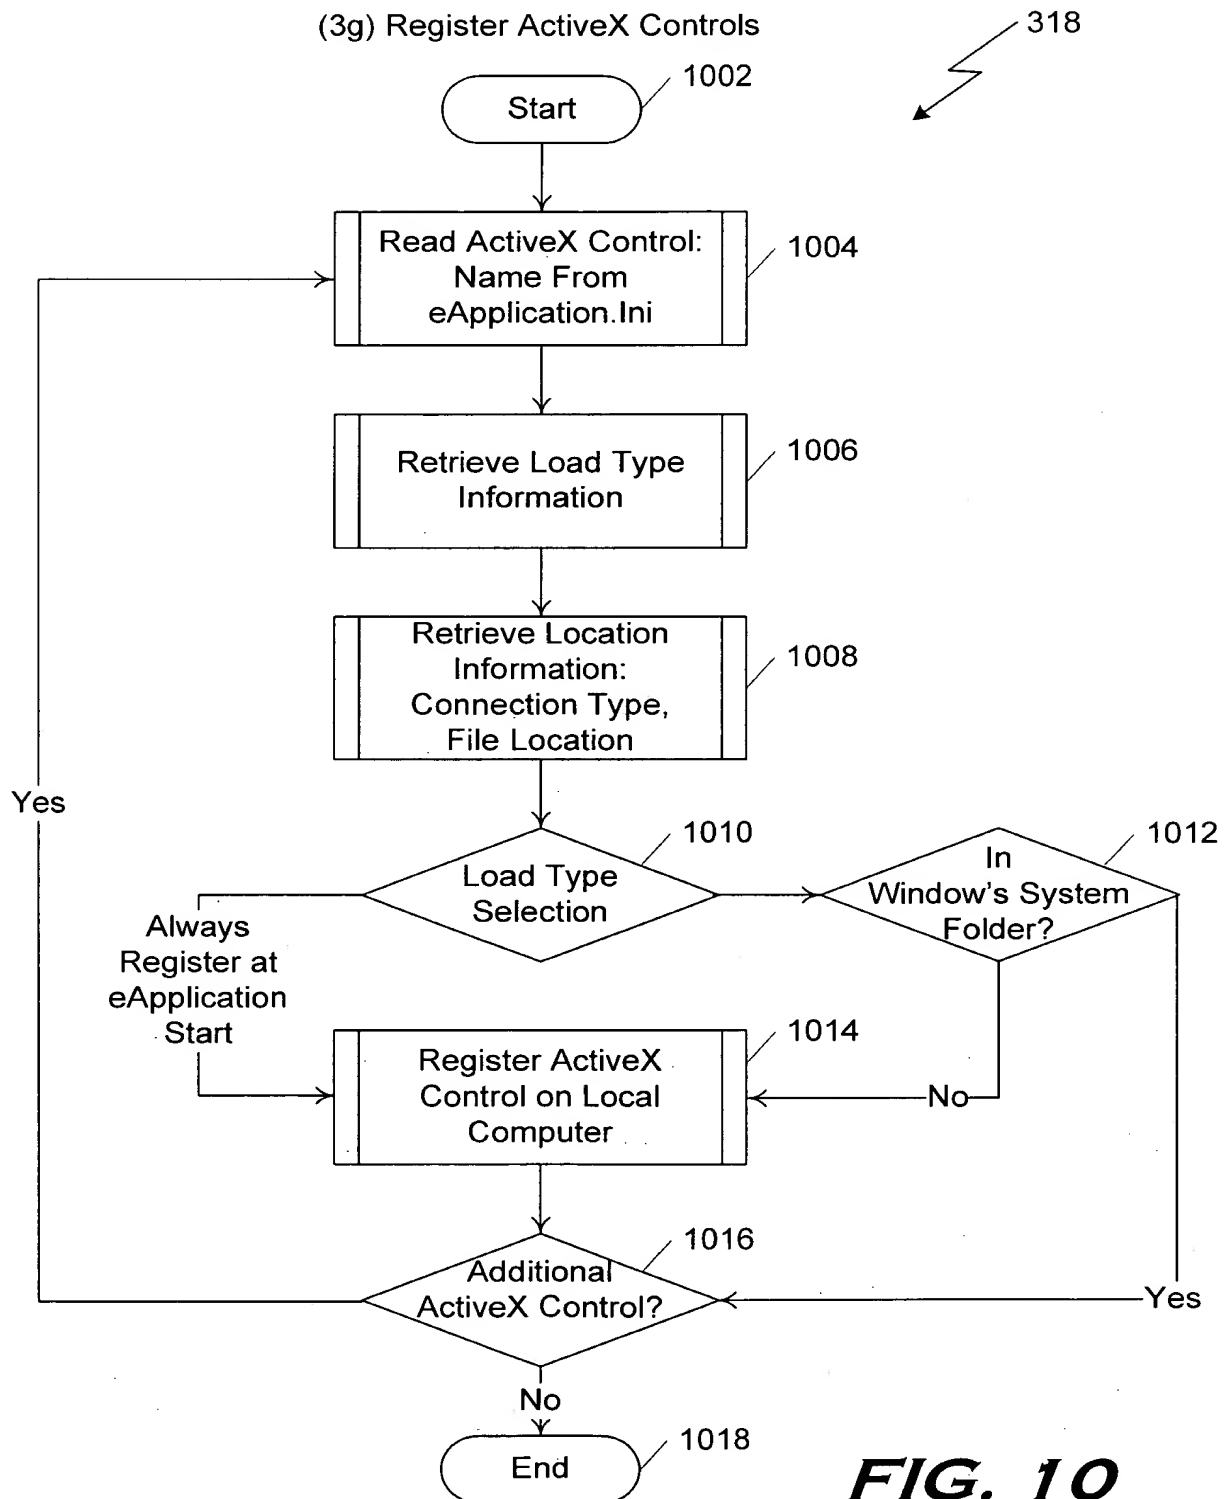 (3g) Register ActiveX Controls
318
1002
Start
Read ActiveX Control:
Name From
eApplication.Ini
1004
Retrieve Load Type
Information
1006
Retrieve Location
Information:
Connection Type,
File Location
1008
Yes
1010
Load Type
Selection
1012
In
Window's System
Folder?
Always
Register at
eApplication
Start
1014
Register ActiveX
Control on Local
Computer
No
1016
Additional
ActiveX Control?
Yes
No
End
1018
FIG. 10